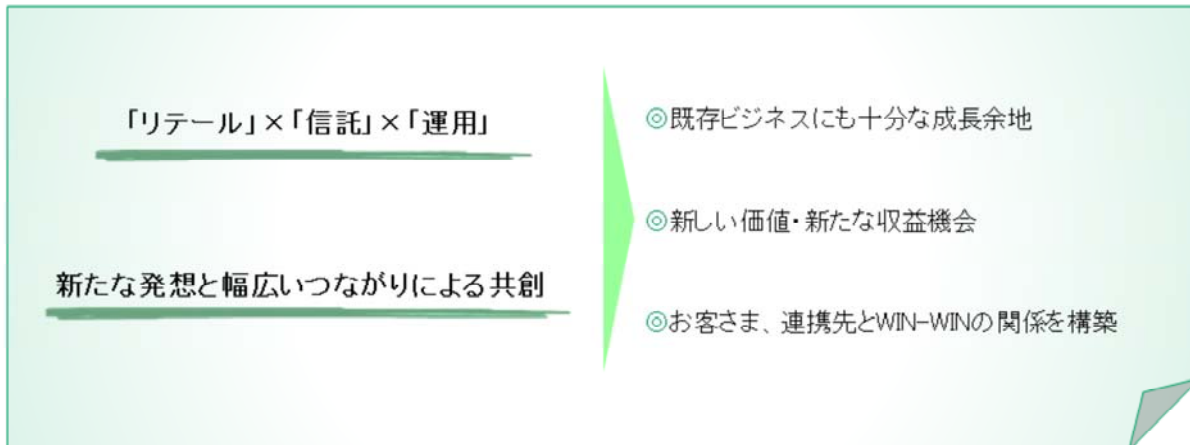 「リテール」×「信託」×「運用」
新たな発想と幅広いつながりによる共創
◎既存ビジネスにも十分な成長余地
◎新しい価値・新たな収益機会
◎お客さま、連携先とWIN-WINの関係を構築